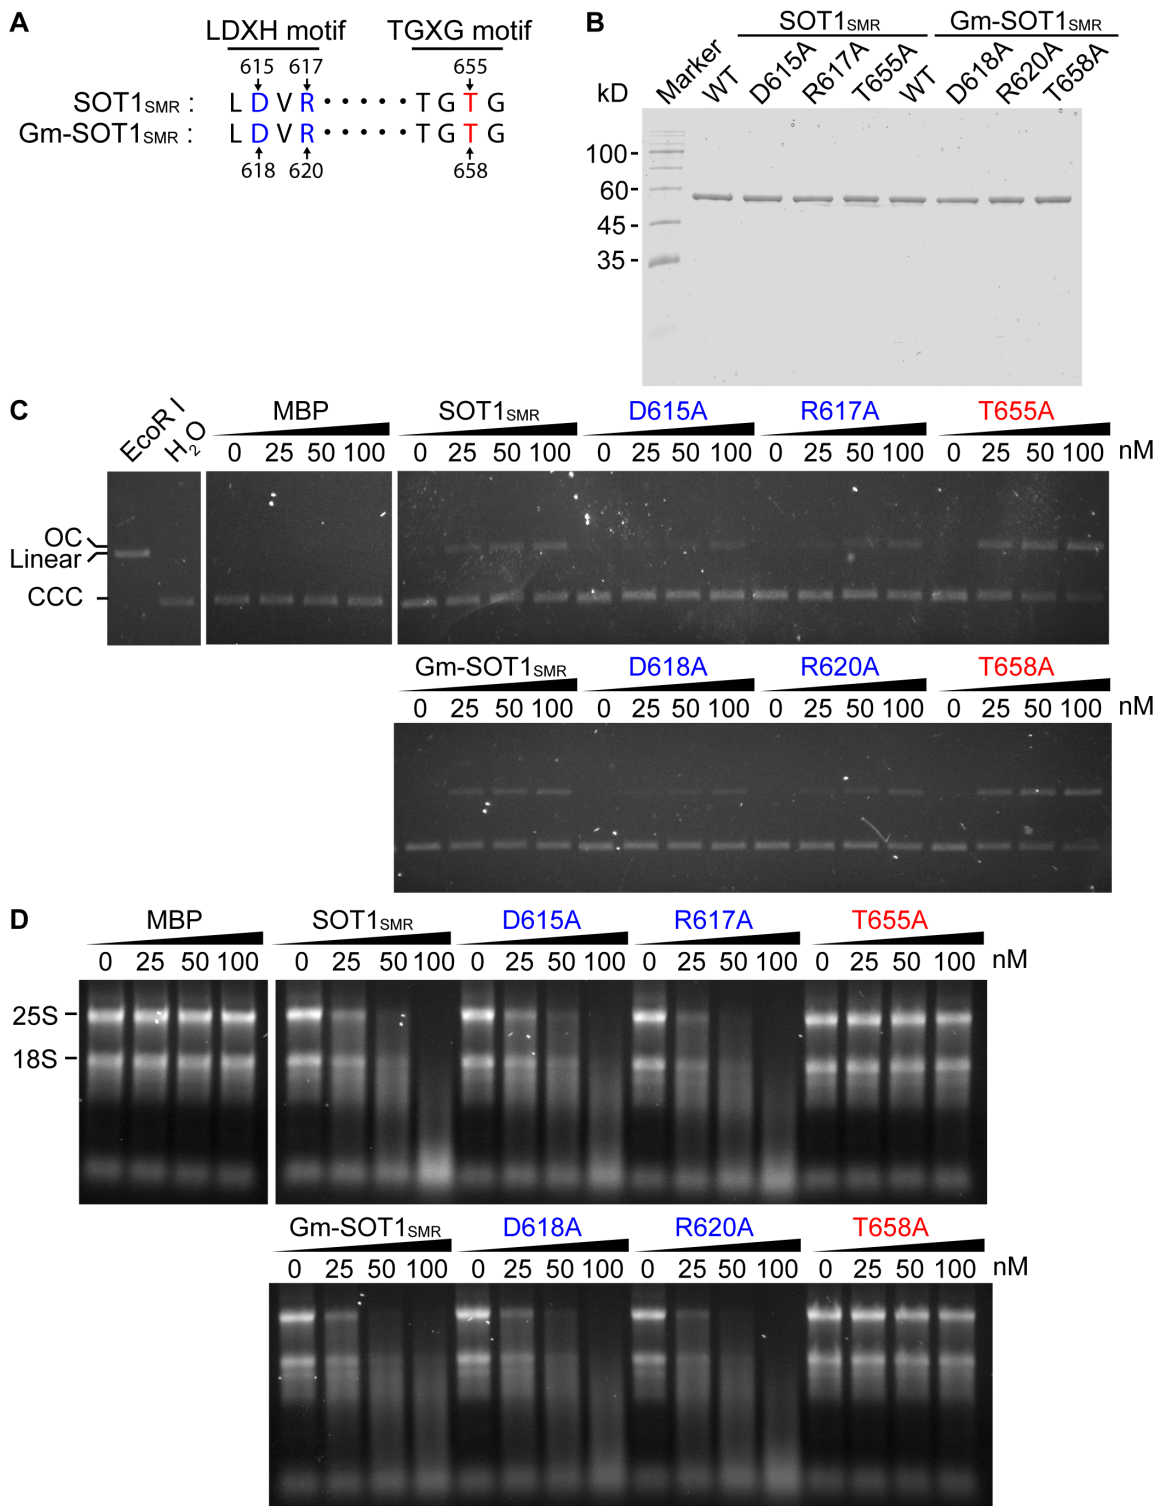 A
LDXH motif TGXG motif
615 617 655
SOT1SMR : L D V R • • • • • T G T G
Gm-SOT1SMR : L D V R • • • • • T G T G
618 620 658
B
SOT1SMR Gm-SOT1SMR
kD Marker WT D615A R617A T655A WT D618A R620A T658A
100
60
45
35
C
EcoR I H2O MBP SOT1SMR D615A R617A T655A
0 25 50 100 0 25 50 100 0 25 50 100 0 25 50 100 0 25 50 100 nM
OC
Linear
CCC
Gm-SOT1SMR D618A R620A T658A
0 25 50 100 0 25 50 100 0 25 50 100 0 25 50 100 nM
D
MBP SOT1SMR D615A R617A T655A
0 25 50 100 0 25 50 100 0 25 50 100 0 25 50 100 0 25 50 100 nM
25S
18S
Gm-SOT1SMR D618A R620A T658A
0 25 50 100 0 25 50 100 0 25 50 100 0 25 50 100 nM